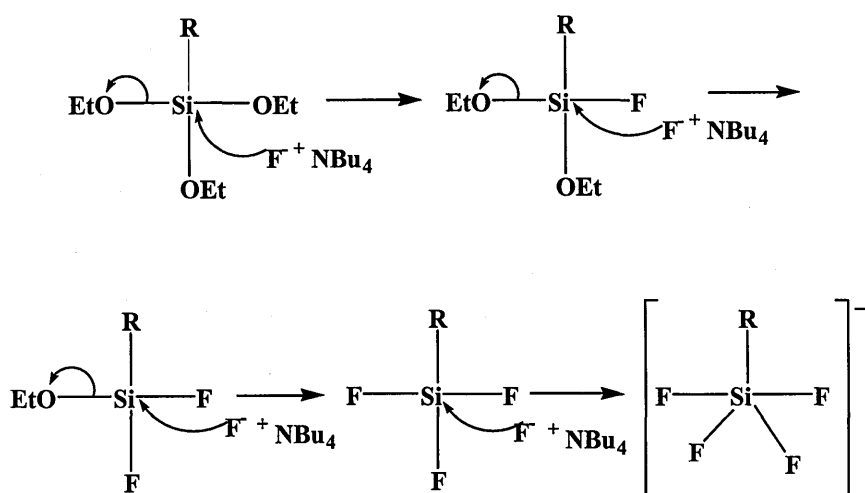 R R
EtO Si OEt EtO Si F
F⁻ ⁺ NBu₄ F⁻ ⁺ NBu₄
OEt OEt
R R R
EtO Si F F Si F F Si F
F⁻ ⁺ NBu₄ F⁻ ⁺ NBu₄ F F
F F